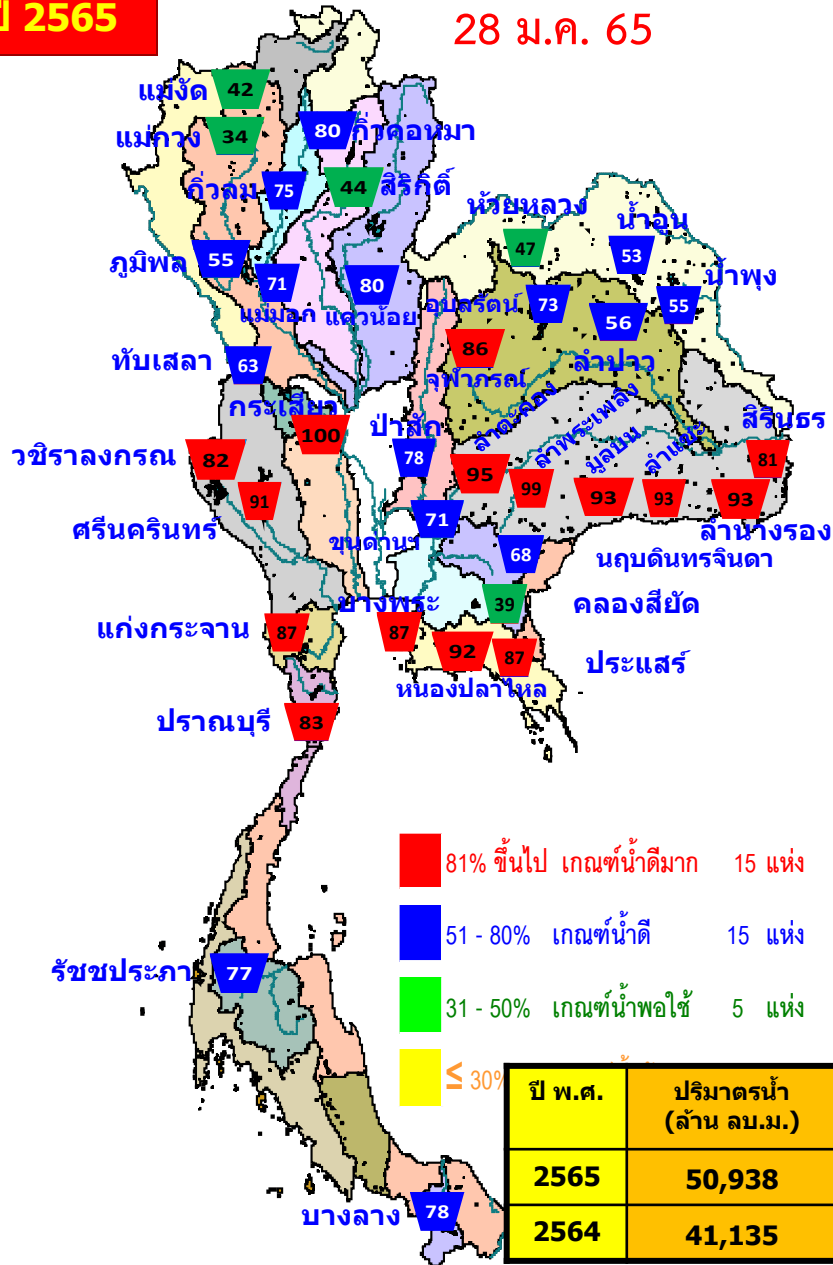 ปี 2565
28 ม.ค. 65
แม่งัด 42
แม่กวง 34
80 กิ่วคอหมา
กิ่วลม 75
44 สิริกิติ์
ห้วยหลวง 47
น้ำอูน 53
น้ำพุง 55
ภูมิพล 55
71 แม่มอก
80 แควน้อย
อุบลรัตน์ 73
56 ลำปาว
86 จุฬาภรณ์
ทับเสลา 63
กระเสียว 100
ป่าสัก 78
ลำตะคอง 95
ลำพระเพลิง 99
มูลบน 93
ลำแชะ 93
สิรินธร 81
93 ลำนางรอง
วชิราลงกรณ 82
ศรีนครินทร์ 91
ขุนด่านฯ 71
68 นฤบดินทรจินดา
39 คลองสียัด
บางพระ 87
แก่งกระจาน 87
92 หนองปลาไหล
87 ประแสร์
ปราณบุรี 83
81% ขึ้นไป เกณฑ์น้ำดีมาก 15 แห่ง
51 - 80% เกณฑ์น้ำดี 15 แห่ง
31 - 50% เกณฑ์น้ำพอใช้ 5 แห่ง
≤ 30%
รัชชประภา 77
บางลาง 78
ปี พ.ศ. ปริมาตรน้ำ
(ล้าน ลบ.ม.)
2565 50,938
2564 41,135